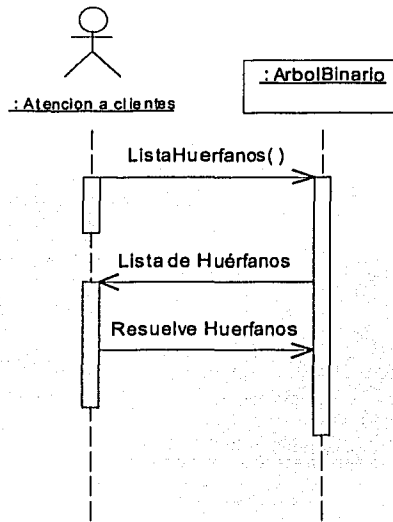 : Atencion a clientes
: ArbolBinario
ListaHuerfanos( )
Lista de Huérfanos
Resuelve Huerfanos